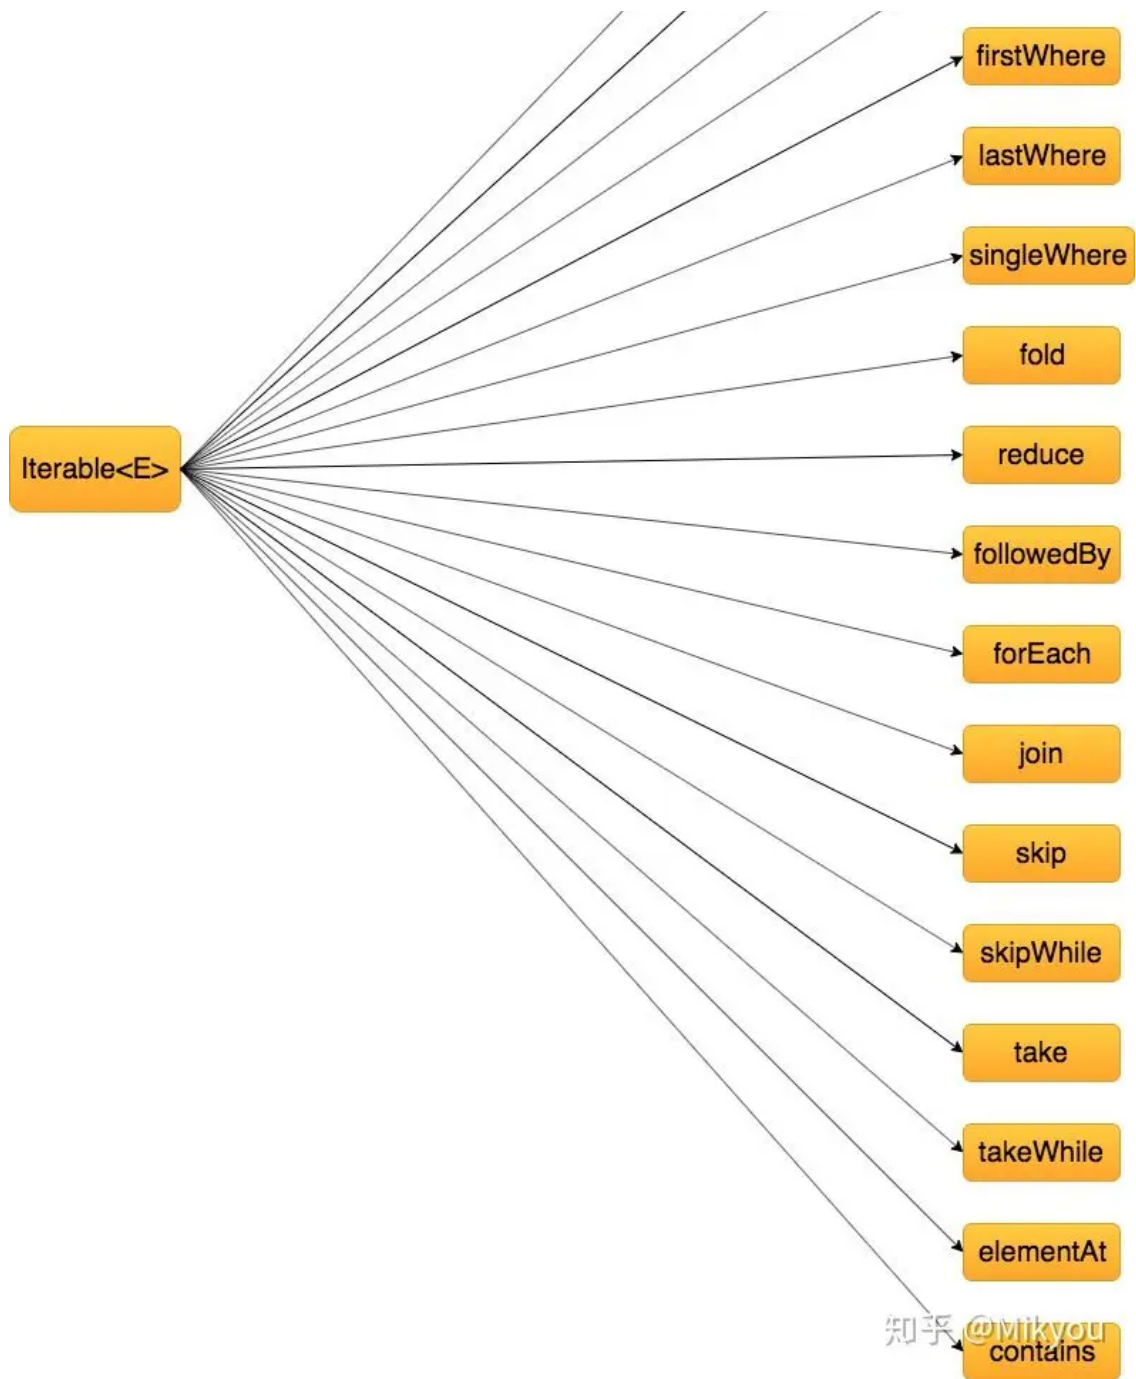 firstWhere
lastWhere
singleWhere
fold
Iterable<E>
reduce
followedBy
forEach
join
skip
skipWhile
take
takeWhile
elementAt
知乎 @Mikyou
contains